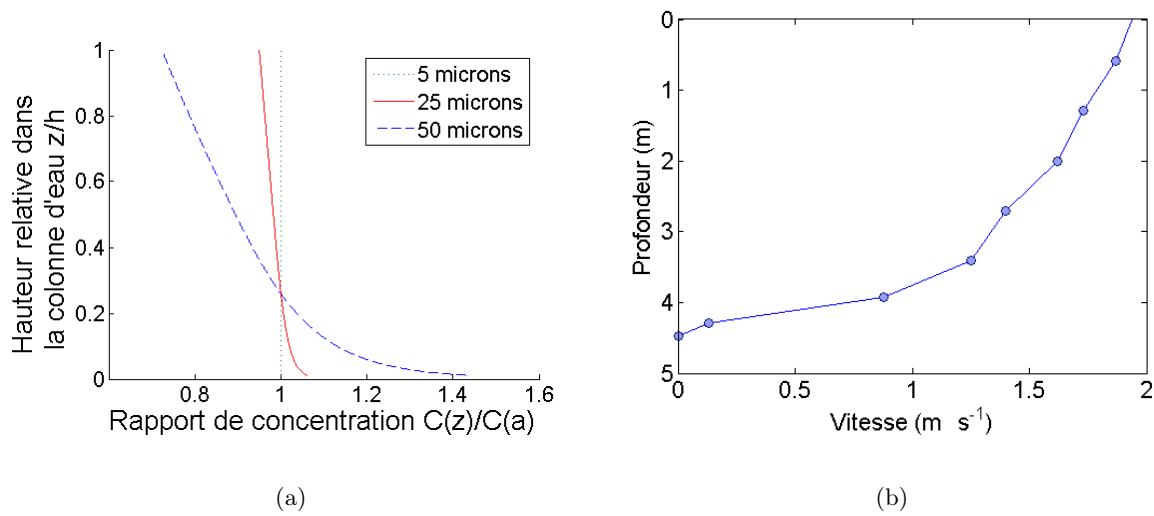 1
0.8
0.6
0.4
0.2
0
0.8
1
1.2
1.4
1.6
Hauteur relative dans
la colonne d'eau z/h
Rapport de concentration C(z)/C(a)
5 microns
25 microns
50 microns
(a)
0
1
2
3
4
5
0
0.5
1
1.5
2
Profondeur (m)
Vitesse (m s⁻¹)
(b)